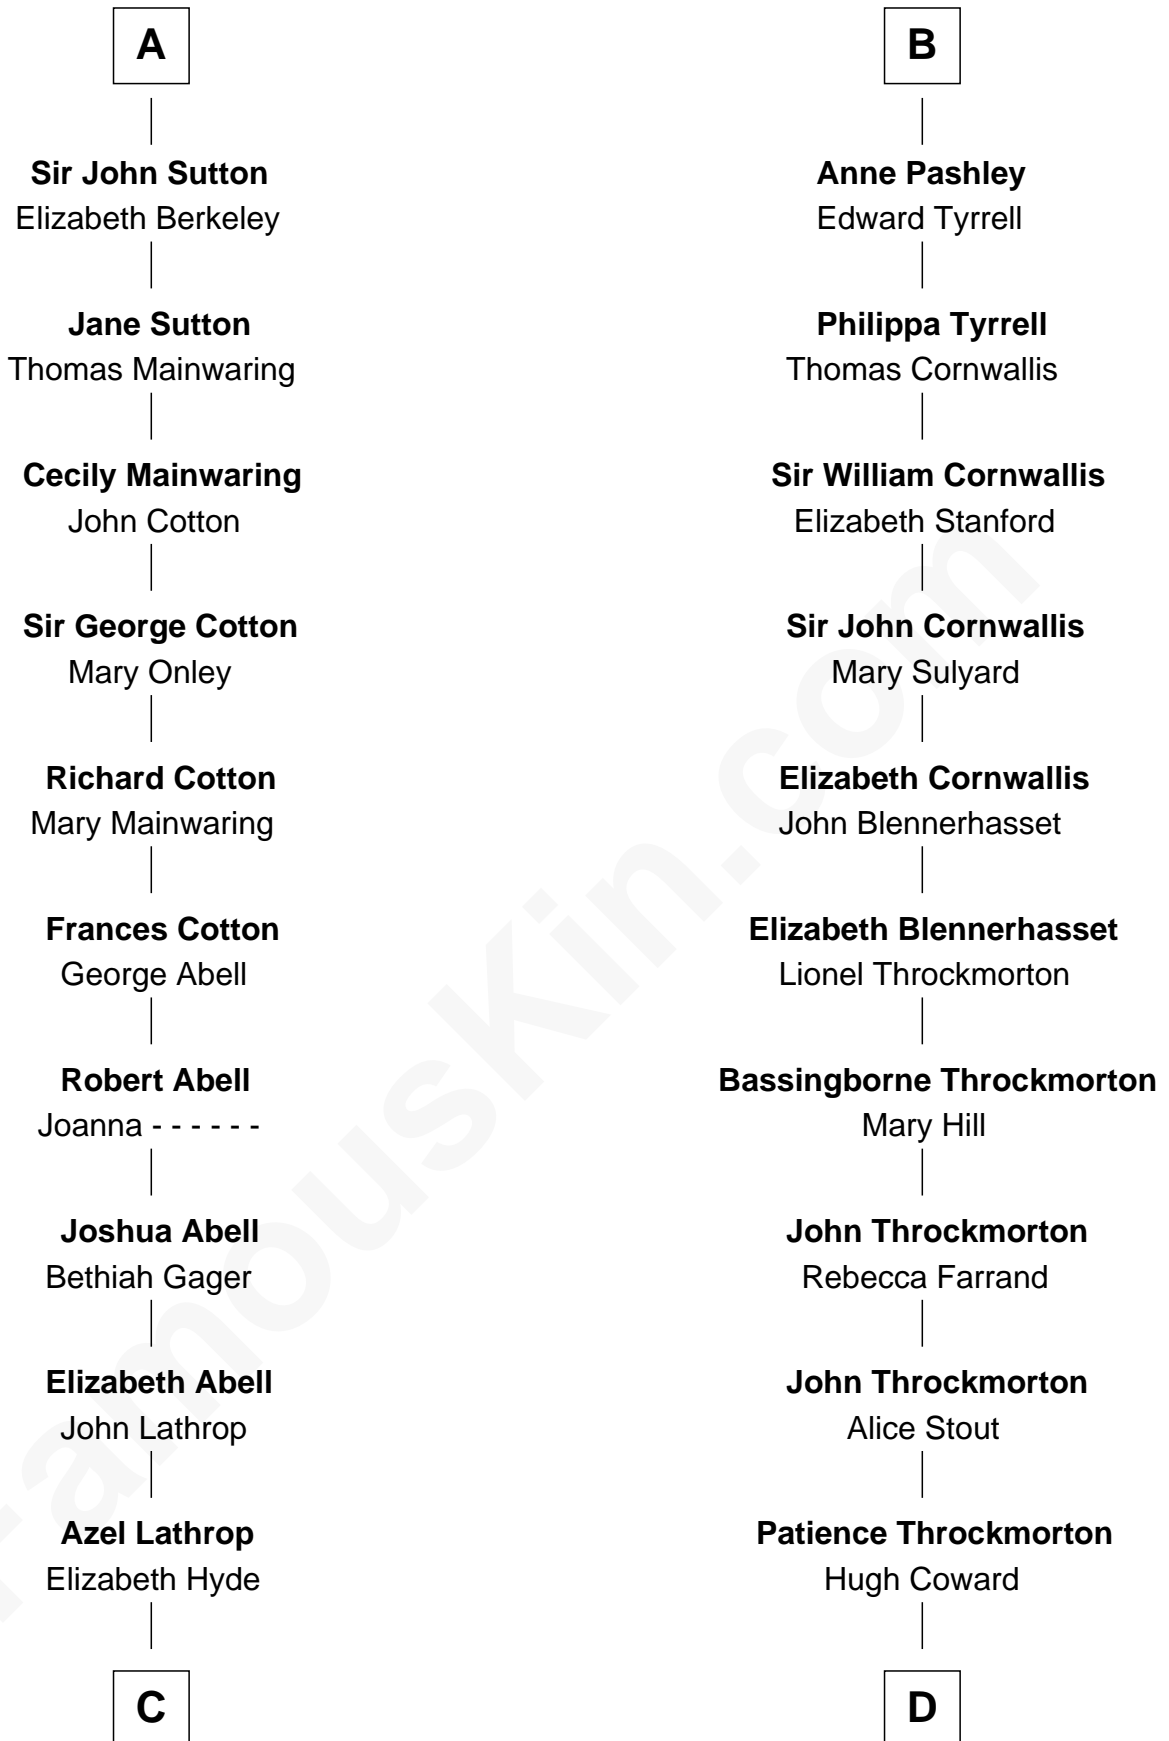 A
Sir John Sutton
Elizabeth Berkeley
Jane Sutton
Thomas Mainwaring
Cecily Mainwaring
John Cotton
Sir George Cotton
Mary Onley
Richard Cotton
Mary Mainwaring
Frances Cotton
George Abell
Robert Abell
Joanna - - - - - -
Joshua Abell
Bethiah Gager
Elizabeth Abell
John Lathrop
Azel Lathrop
Elizabeth Hyde
C
B
Anne Pashley
Edward Tyrrell
Philippa Tyrrell
Thomas Cornwallis
Sir William Cornwallis
Elizabeth Stanford
Sir John Cornwallis
Mary Sulyard
Elizabeth Cornwallis
John Blennerhasset
Elizabeth Blennerhasset
Lionel Throckmorton
Bassingborne Throckmorton
Mary Hill
John Throckmorton
Rebecca Farrand
John Throckmorton
Alice Stout
Patience Throckmorton
Hugh Coward
D
FamousKin.com